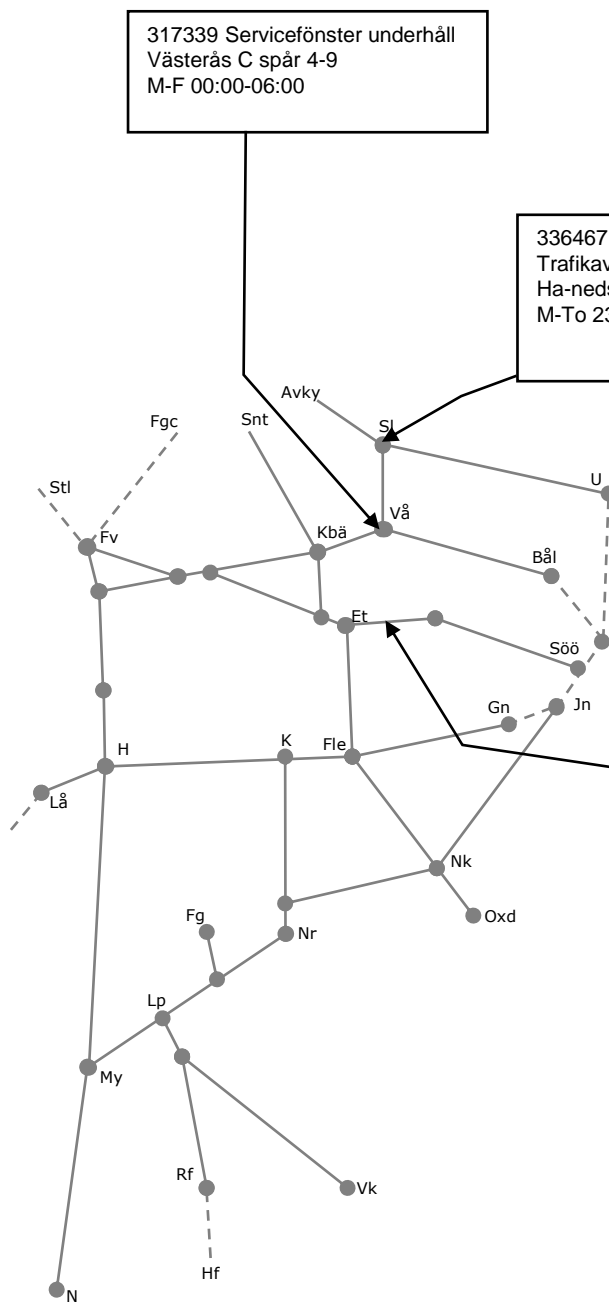 317339 Servicefönster underhåll
Västerås C spår 4-9
M-F 00:00-06:00
336467
Trafikav
Ha-neds
M-To 23
Avky
Fgc
Snt
Sl
Stl
U
Fv
Vå
Kbä
Bål
Et
Söö
Gn
Jn
H
K
Fle
Lå
Nk
Fg
Oxd
Nr
Lp
My
Rf
Vk
Hf
N